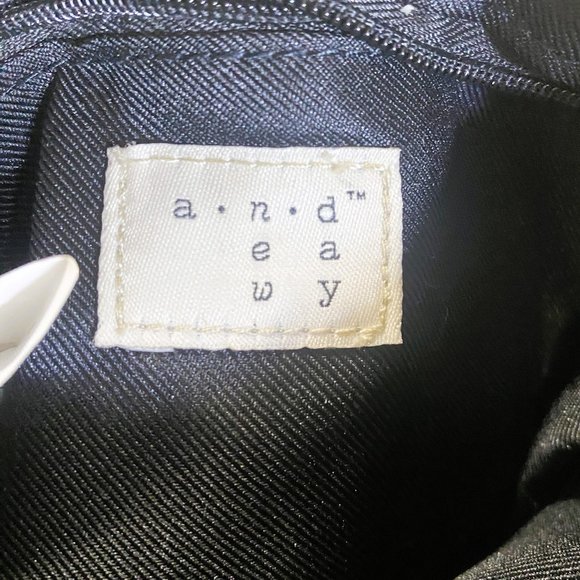 a · n · d™
e a
w y